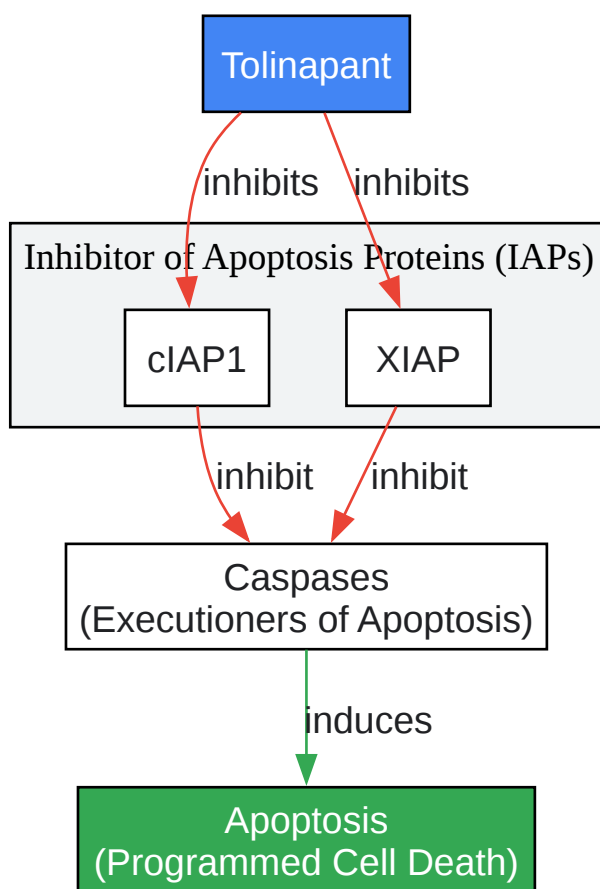 Tolinapant
inhibits
inhibits
Inhibitor of Apoptosis Proteins (IAPs)
cIAP1
XIAP
inhibit
inhibit
Caspases
(Executioners of Apoptosis)
induces
Apoptosis
(Programmed Cell Death)